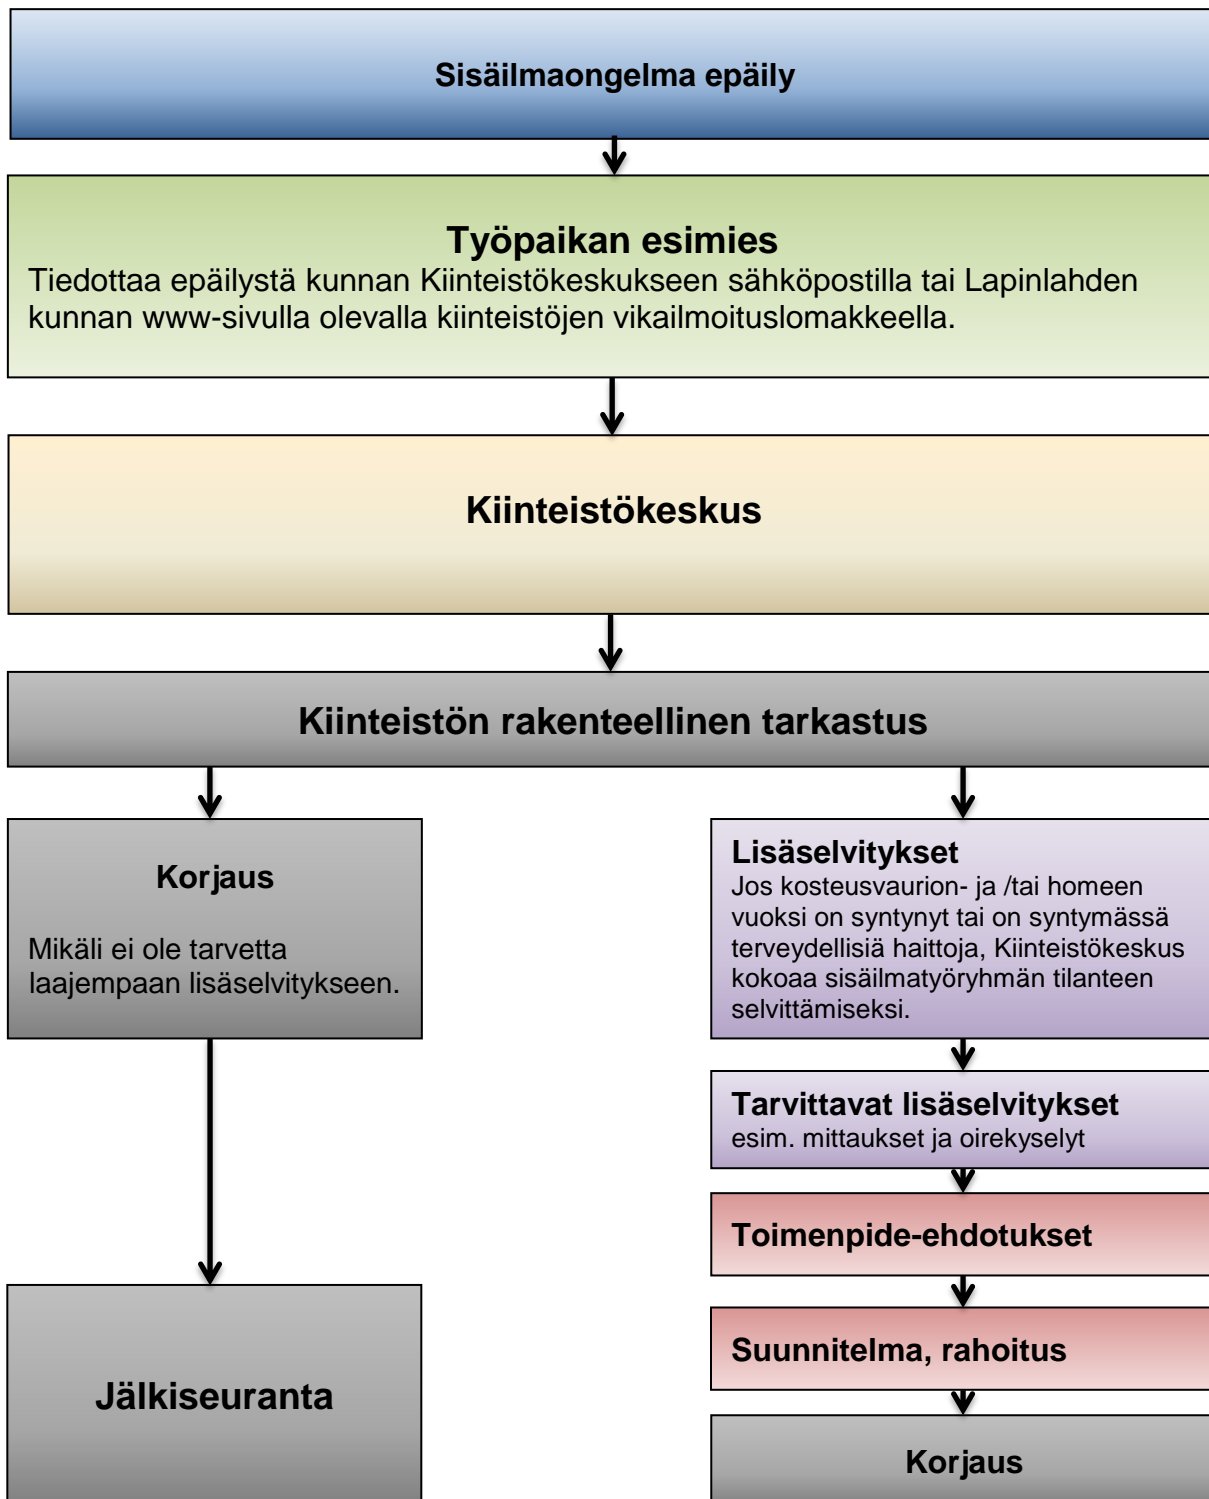 Sisäilmaongelma epäily
Työpaikan esimies
Tiedottaa epäilystä kunnan Kiinteistökeskukseen sähköpostilla tai Lapinlahden
kunnan www-sivulla olevalla kiinteistöjen vikailmoituslomakkeella.
Kiinteistökeskus
Kiinteistön rakenteellinen tarkastus
Korjaus
Mikäli ei ole tarvetta
laajempaan lisäselvitykseen.
Jälkiseuranta
Lisäselvitykset
Jos kosteusvaurion- ja /tai homeen
vuoksi on syntynyt tai on syntymässä
terveydellisiä haittoja, Kiinteistökeskus
kokoaa sisäilmatyöryhmän tilanteen
selvittämiseksi.
Tarvittavat lisäselvitykset
esim. mittaukset ja oirekyselyt
Toimenpide-ehdotukset
Suunnitelma, rahoitus
Korjaus